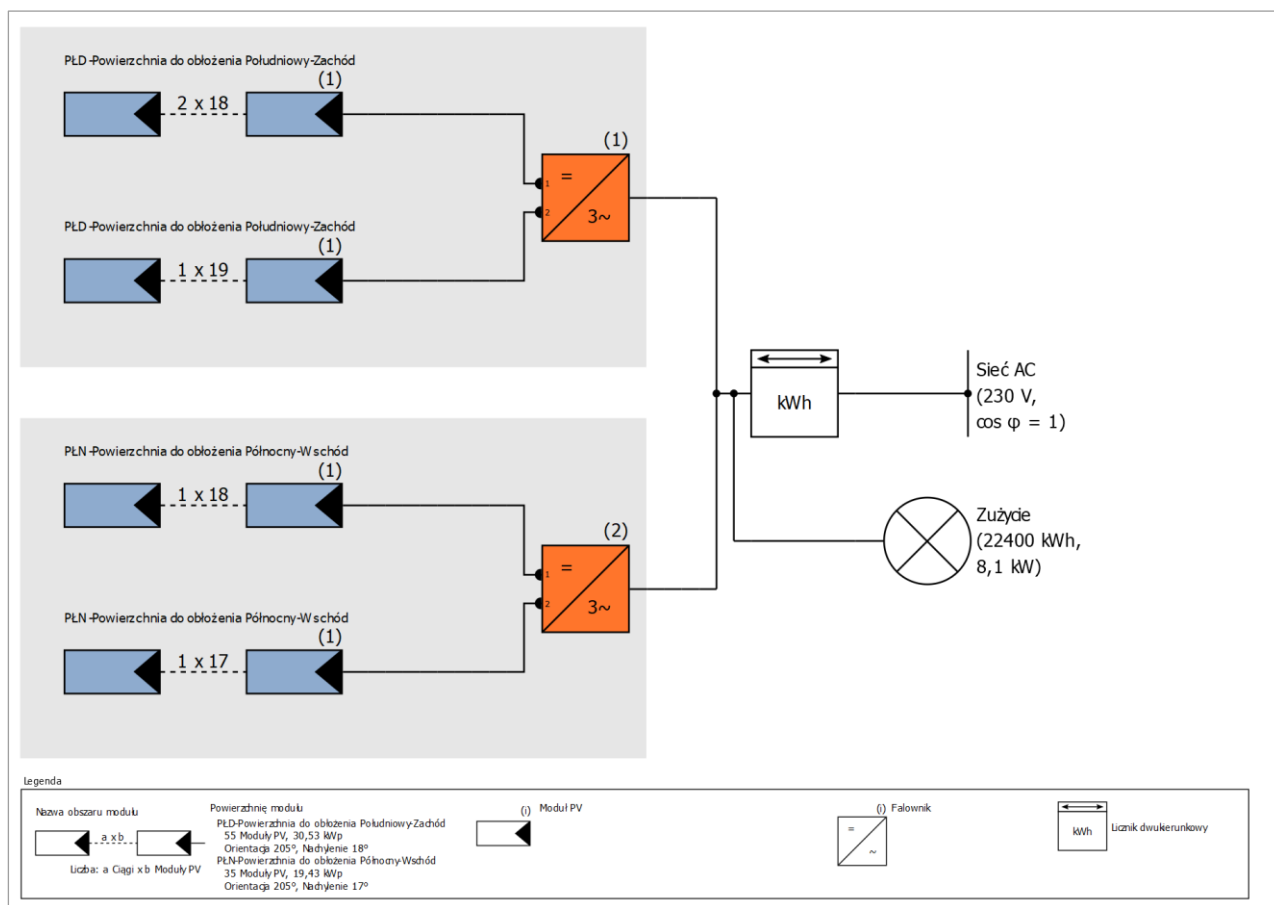 PŁD-Powierzchnia do obłożenia Południowy-Zachód
(1)
2 x 18
(1)
1
=
2
3~
PŁD-Powierzchnia do obłożenia Południowy-Zachód
(1)
1 x 19
PŁN-Powierzchnia do obłożenia Północny-Wschód
(1)
1 x 18
(2)
1
=
2
3~
PŁN-Powierzchnia do obłożenia Północny-Wschód
(1)
1 x 17
kWh
Sieć AC
(230 V,
cos φ = 1)
Zużycie
(22400 kWh,
8,1 kW)
Legenda
Nazwa obszaru modułu
a x b
Liczba: a Ciągi x b Moduły PV
Powierzchnię modułu
PŁD-Powierzchnia do obłożenia Południowy-Zachód
55 Moduły PV, 30,53 kWp
Orientacja 205°, Nachylenie 18°
PŁN-Powierzchnia do obłożenia Północny-Wschód
35 Moduły PV, 19,43 kWp
Orientacja 205°, Nachylenie 17°
(i) Moduł PV
(i) Falownik
=
~
kWh
Licznik dwukierunkowy